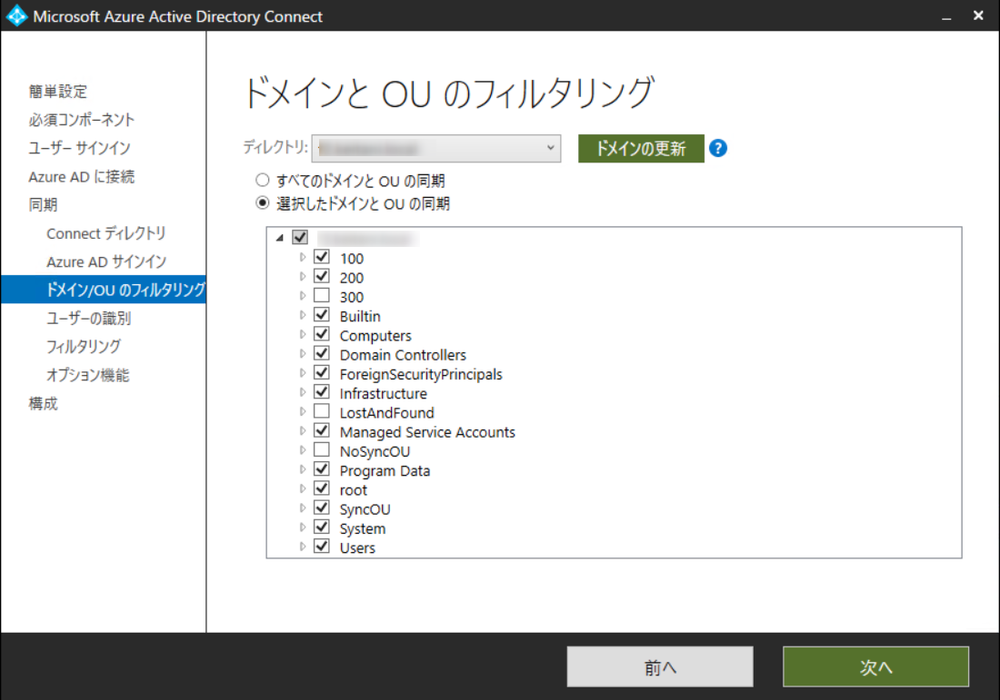 Microsoft Azure Active Directory Connect
簡単設定
必須コンポーネント
ユーザー サインイン
Azure AD に接続
同期
Connect ディレクトリ
Azure AD サインイン
ドメイン/OU のフィルタリング
ユーザーの識別
フィルタリング
オプション機能
構成
ドメインと OU のフィルタリング
ディレクトリ:
ドメインの更新
?
すべてのドメインと OU の同期
選択したドメインと OU の同期
100
200
300
Builtin
Computers
Domain Controllers
ForeignSecurityPrincipals
Infrastructure
LostAndFound
Managed Service Accounts
NoSyncOU
Program Data
root
SyncOU
System
Users
前へ
次へ